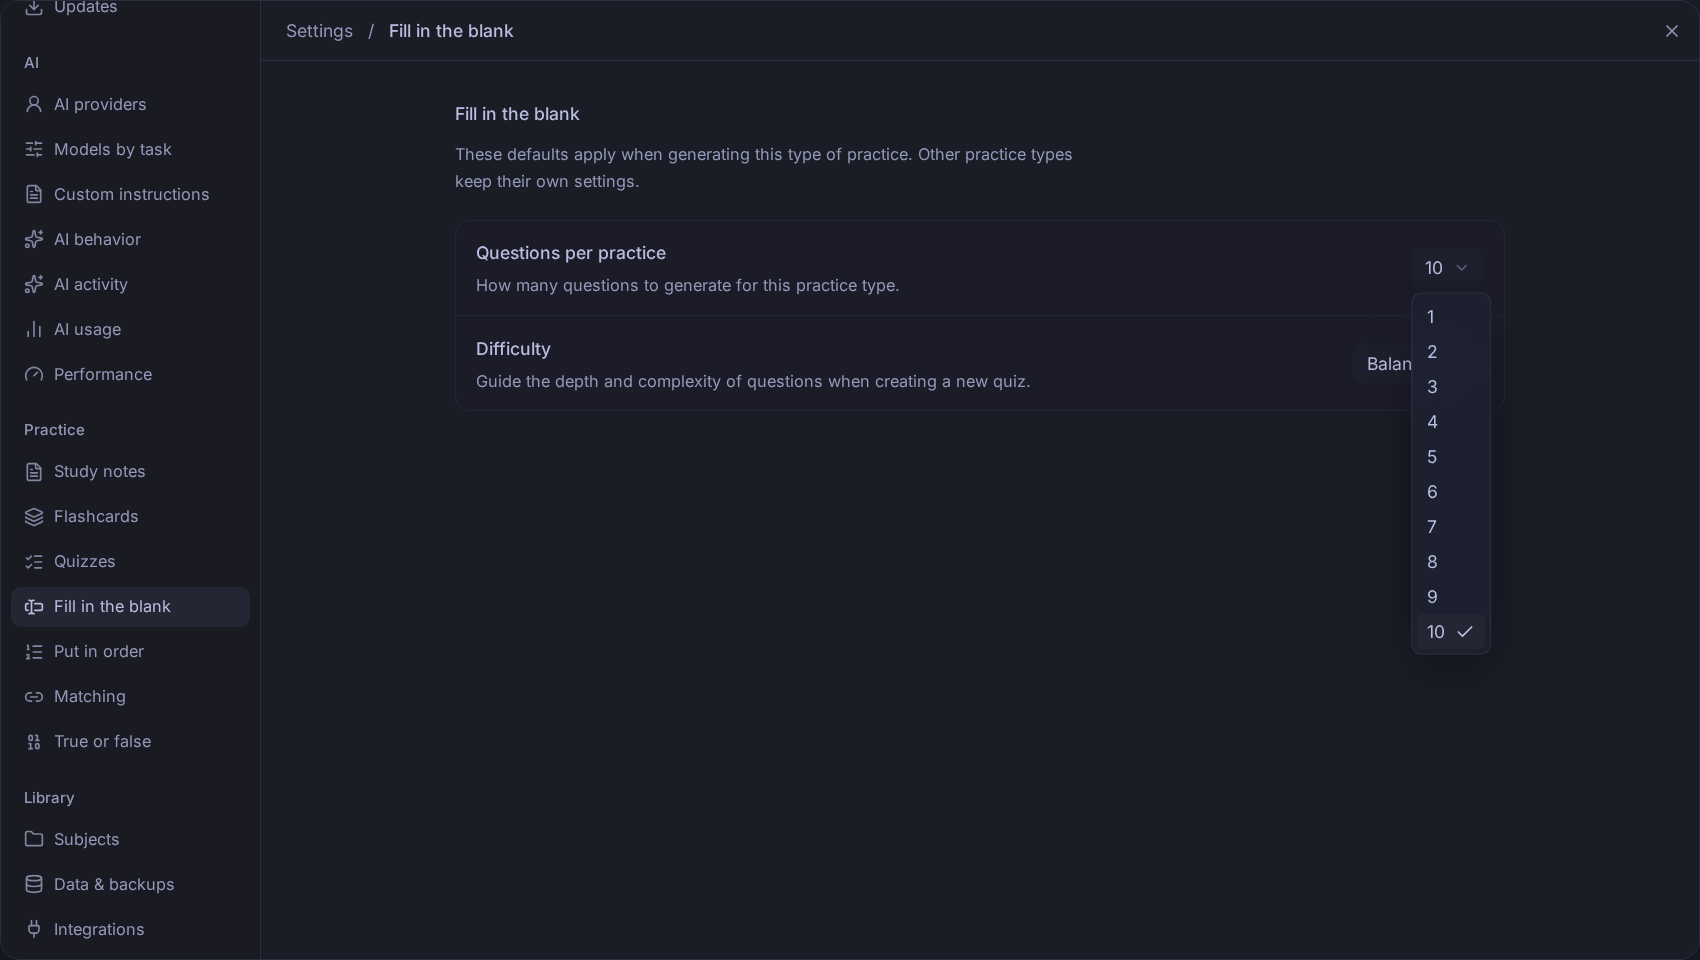 Updates
AI
AI providers
Models by task
Custom instructions
AI behavior
AI activity
AI usage
Performance
Practice
Study notes
Flashcards
Quizzes
Fill in the blank
Put in order
Matching
True or false
Library
Subjects
Data & backups
Integrations
Settings / Fill in the blank
Fill in the blank
These defaults apply when generating this type of practice. Other practice types
keep their own settings.
Questions per practice
How many questions to generate for this practice type.
10
Difficulty
Guide the depth and complexity of questions when creating a new quiz.
Balan
1
2
3
4
5
6
7
8
9
10